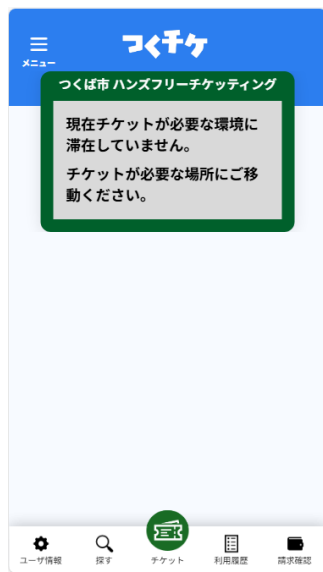 つくチケ
メニュー
つくば市 ハンズフリーチケッティング
現在チケットが必要な環境に
滞在していません。
チケットが必要な場所にご移
動ください。
ユーザ情報
探す
チケット
利用履歴
請求確認